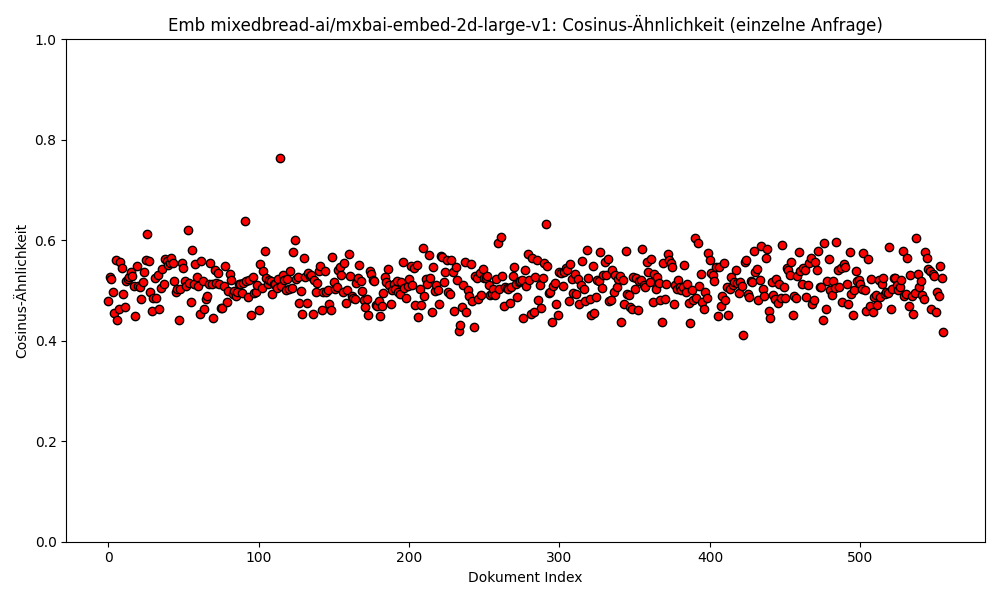 Emb mixedbread-ai/mxbai-embed-2d-large-v1: Cosinus-Ähnlichkeit (einzelne Anfrage)
1.0
0.8
0.6
0.4
0.2
0.0
Cosinus-Ähnlichkeit
0 100 200 300 400 500
Dokument Index